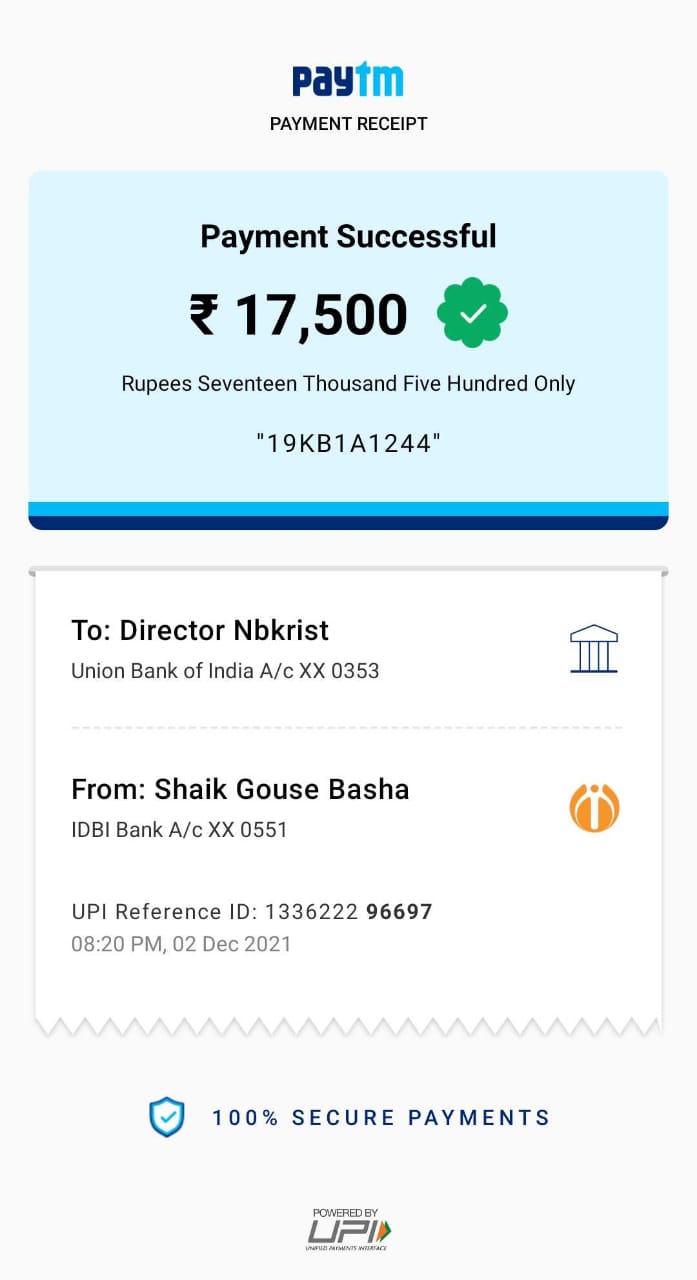 paytm
PAYMENT RECEIPT
Payment Successful
₹ 17,500
Rupees Seventeen Thousand Five Hundred Only
"19KB1A1244"
To: Director Nbkrist
Union Bank of India A/c XX 0353
From: Shaik Gouse Basha
IDBI Bank A/c XX 0551
UPI Reference ID: 1336222 96697
08:20 PM, 02 Dec 2021
100% SECURE PAYMENTS
POWERED BY
UPI
UNIFIED PAYMENTS INTERFACE